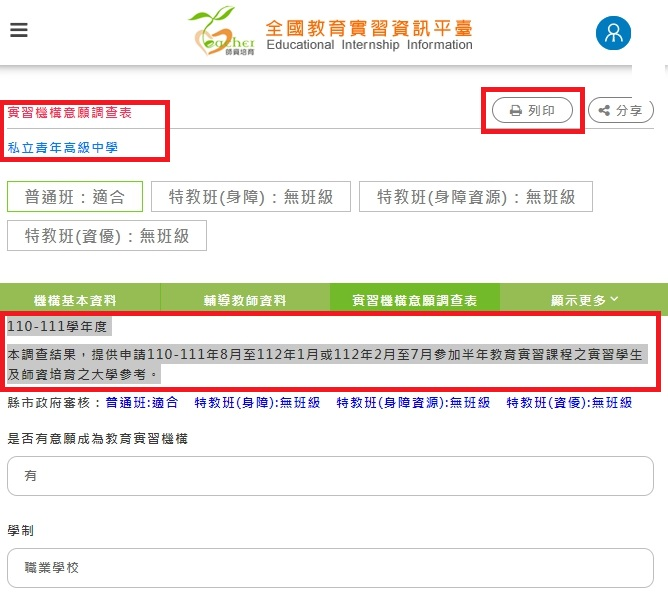 Teacher
師資培育
全國教育實習資訊平臺
Educational Internship Information
實習機構意願調查表
列印
分享
私立青年高級中學
普通班：適合
特教班(身障)：無班級
特教班(身障資源)：無班級
特教班(資優)：無班級
機構基本資料
輔導教師資料
實習機構意願調查表
顯示更多
110-111學年度
本調查結果，提供申請110-111年8月至112年1月或112年2月至7月參加半年教育實習課程之實習學生
及師資培育之大學參考。
縣市政府審核：普通班:適合 特教班(身障):無班級 特教班(身障資源):無班級 特教班(資優):無班級
是否有意願成為教育實習機構
有
學制
職業學校